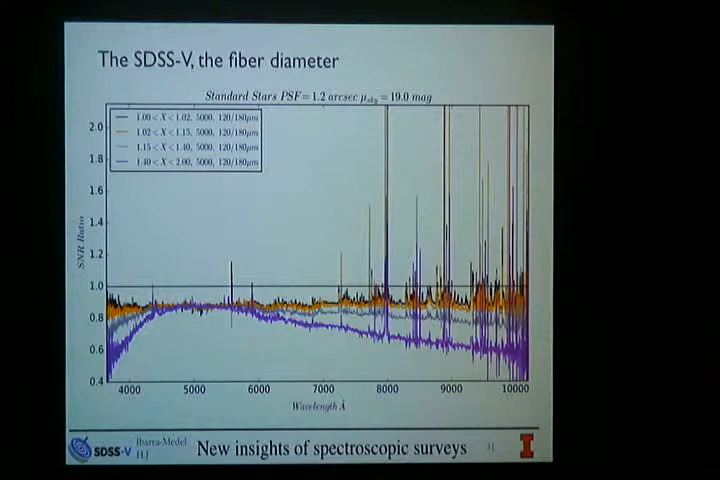 The SDSS-V, the fiber diameter
Standard Stars PSF = 1.2 arcsec μsky = 19.0 mag
1.00 < X < 1.02, 5000, 120/180μm
1.02 < X < 1.15, 5000, 120/180μm
1.15 < X < 1.40, 5000, 120/180μm
1.40 < X < 2.00, 5000, 120/180μm
2.0
1.8
1.6
1.4
1.2
1.0
0.8
0.6
0.4
SNR Ratio
4000 5000 6000 7000 8000 9000 10000
Wavelength Å
SDSS-V
Ibarra-Medel
HJ
New insights of spectroscopic surveys
I